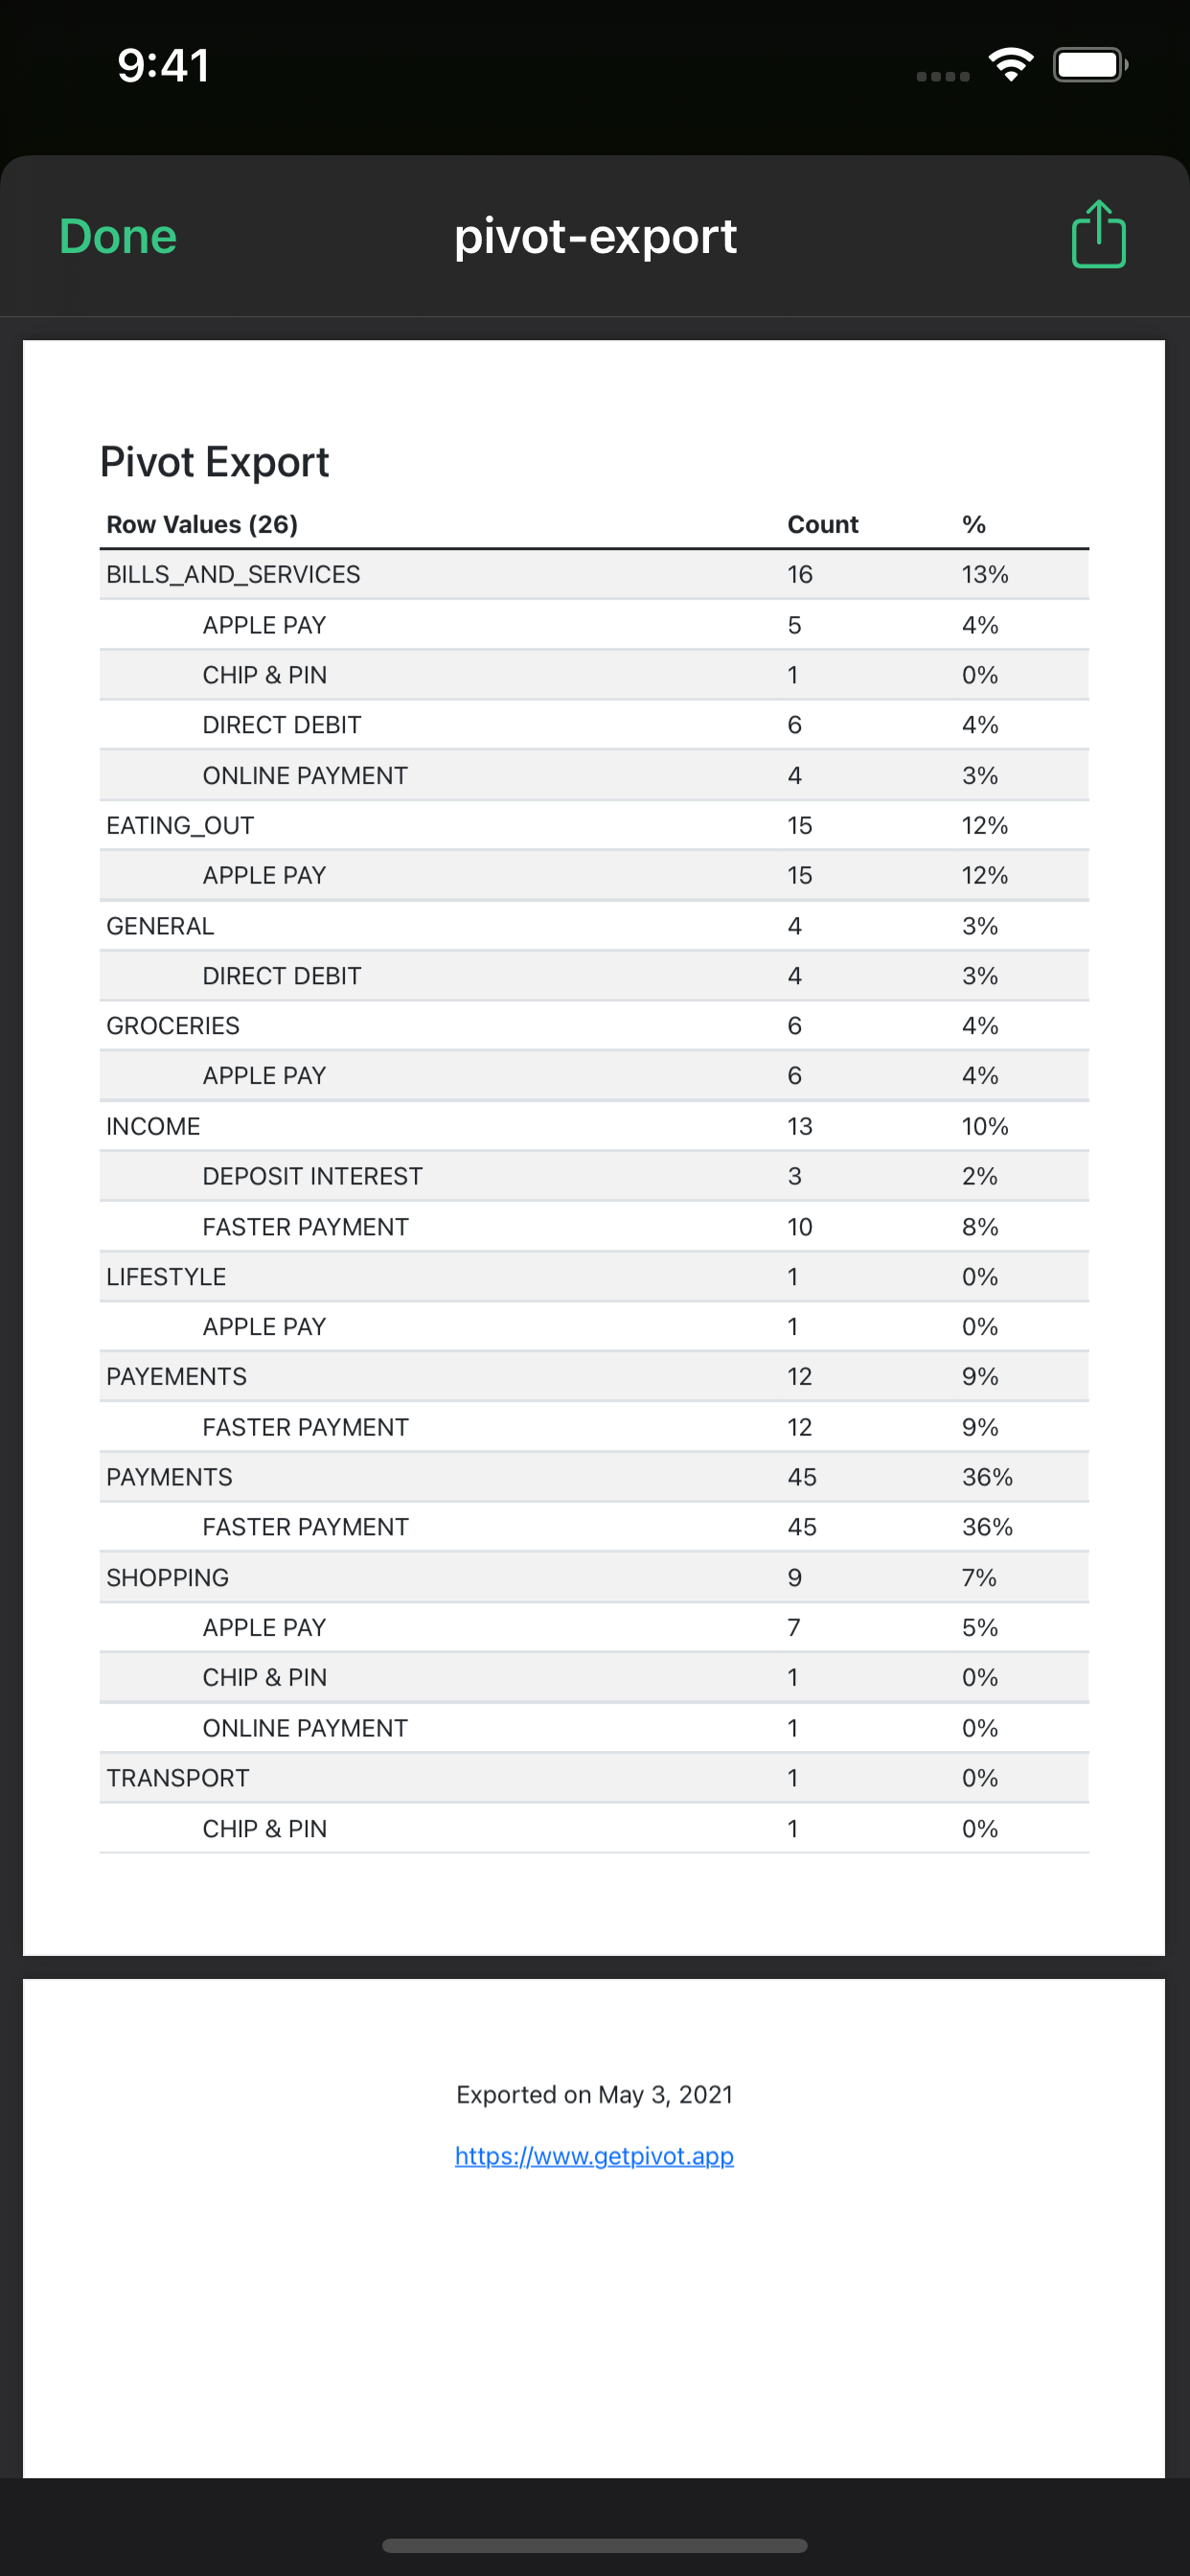 9:41
Done pivot-export
Pivot Export
Row Values (26) Count %
BILLS_AND_SERVICES 16 13%
APPLE PAY 5 4%
CHIP & PIN 1 0%
DIRECT DEBIT 6 4%
ONLINE PAYMENT 4 3%
EATING_OUT 15 12%
APPLE PAY 15 12%
GENERAL 4 3%
DIRECT DEBIT 4 3%
GROCERIES 6 4%
APPLE PAY 6 4%
INCOME 13 10%
DEPOSIT INTEREST 3 2%
FASTER PAYMENT 10 8%
LIFESTYLE 1 0%
APPLE PAY 1 0%
PAYEMENTS 12 9%
FASTER PAYMENT 12 9%
PAYMENTS 45 36%
FASTER PAYMENT 45 36%
SHOPPING 9 7%
APPLE PAY 7 5%
CHIP & PIN 1 0%
ONLINE PAYMENT 1 0%
TRANSPORT 1 0%
CHIP & PIN 1 0%
Exported on May 3, 2021
https://www.getpivot.app